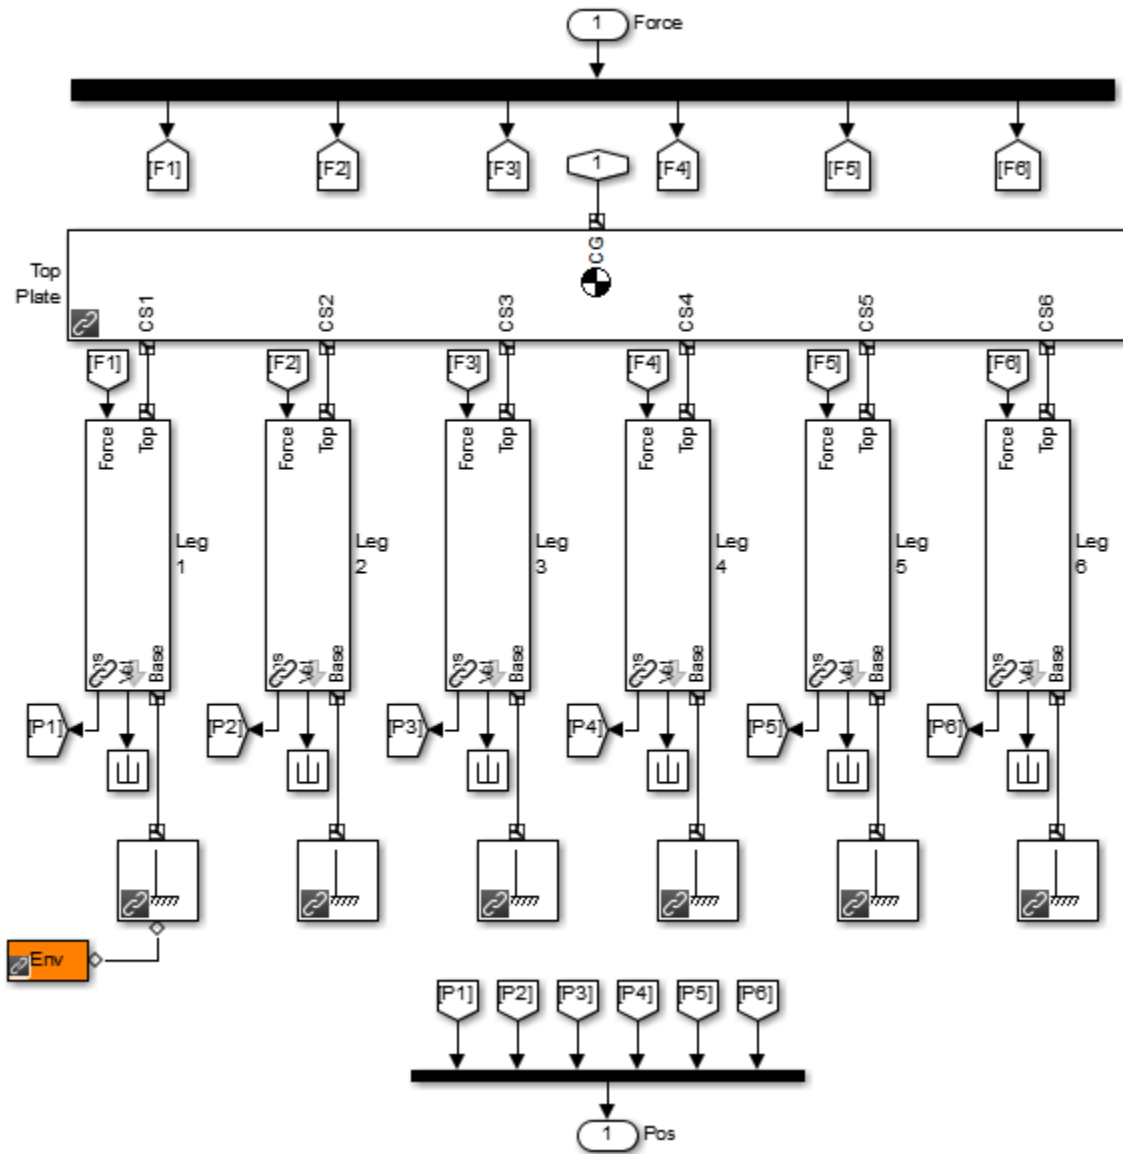 1 Force
[F1] [F2] [F3] [F4] [F5] [F6]
1
CG
Top
Plate
CS1 CS2 CS3 CS4 CS5 CS6
[F1] [F2] [F3] [F4] [F5] [F6]
Force Top Force Top Force Top Force Top Force Top Force Top
Leg Leg Leg Leg Leg Leg
1 2 3 4 5 6
Base Base Base Base Base Base
[P1] [P2] [P3] [P4] [P5] [P6]
Env
[P1] [P2] [P3] [P4] [P5] [P6]
1 Pos